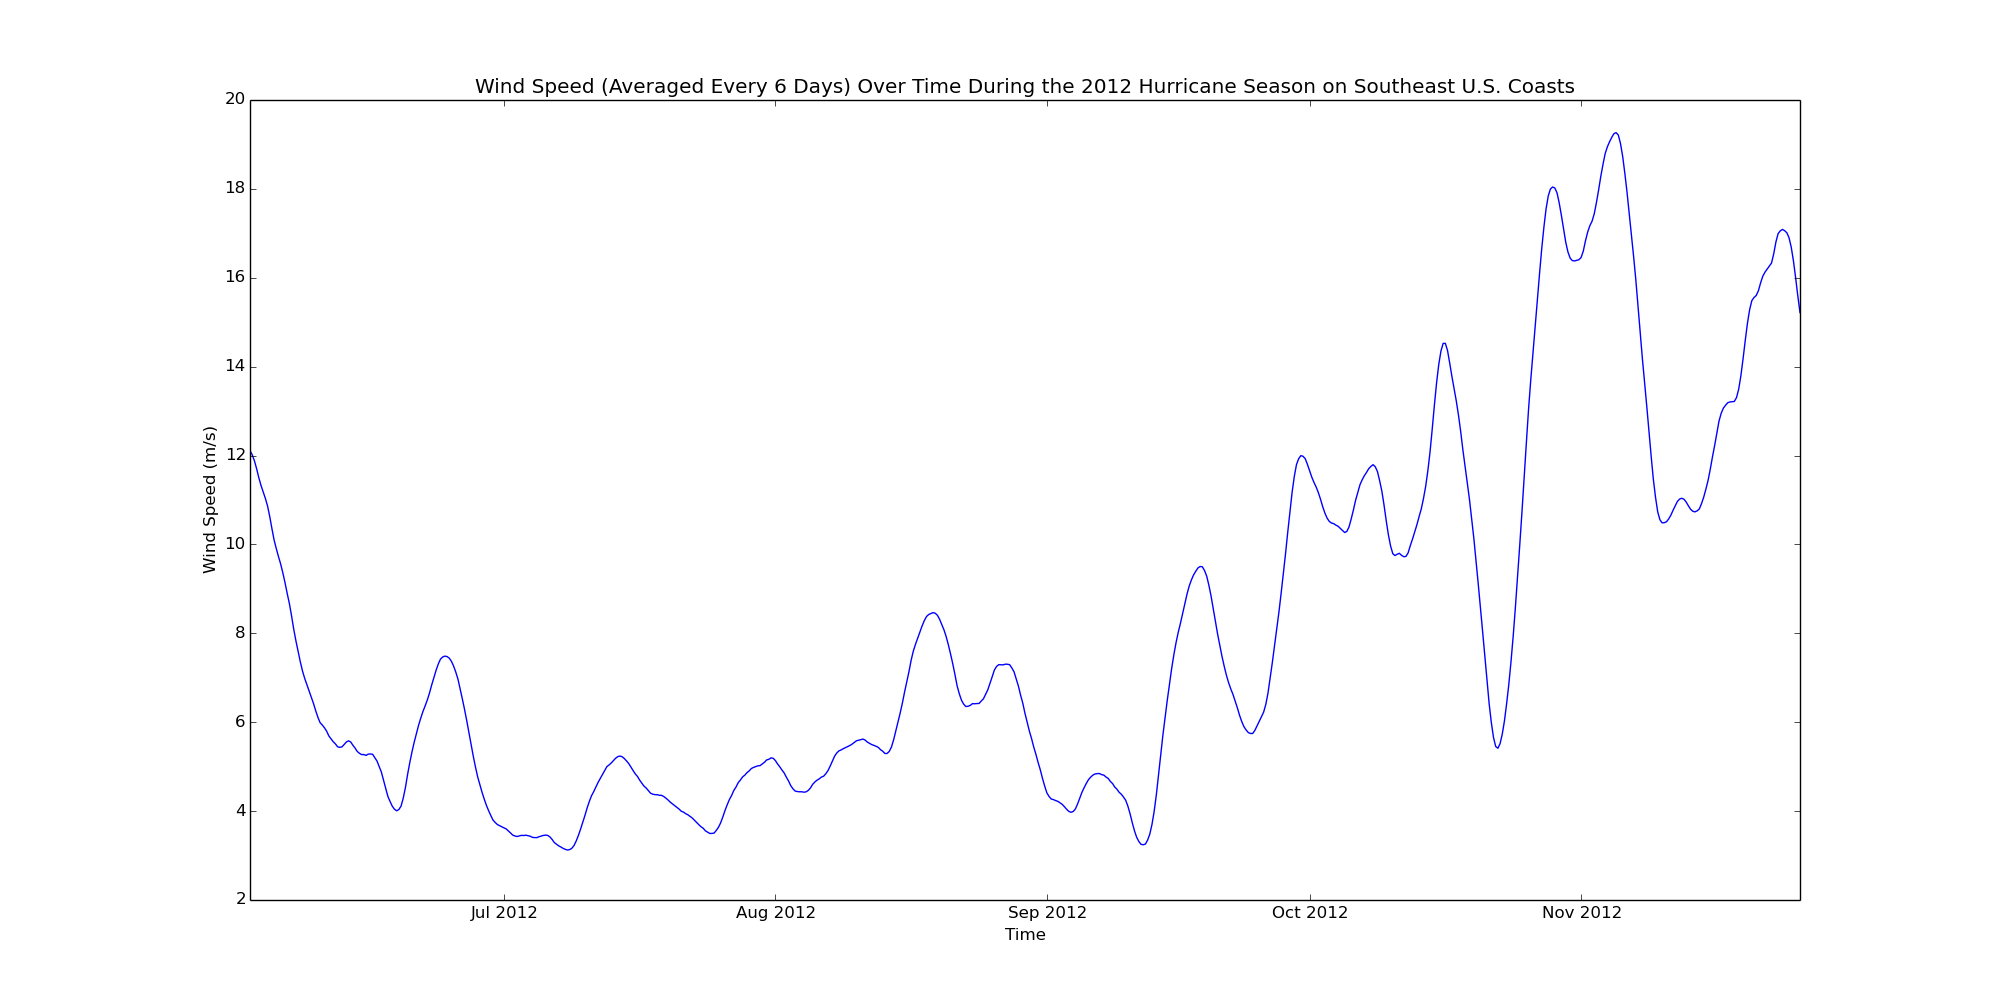 Wind Speed (Averaged Every 6 Days) Over Time During the 2012 Hurricane Season on Southeast U.S. Coasts
20
18
16
14
12
10
8
6
4
2
Wind Speed (m/s)
Jul 2012 Aug 2012 Sep 2012 Oct 2012 Nov 2012
Time